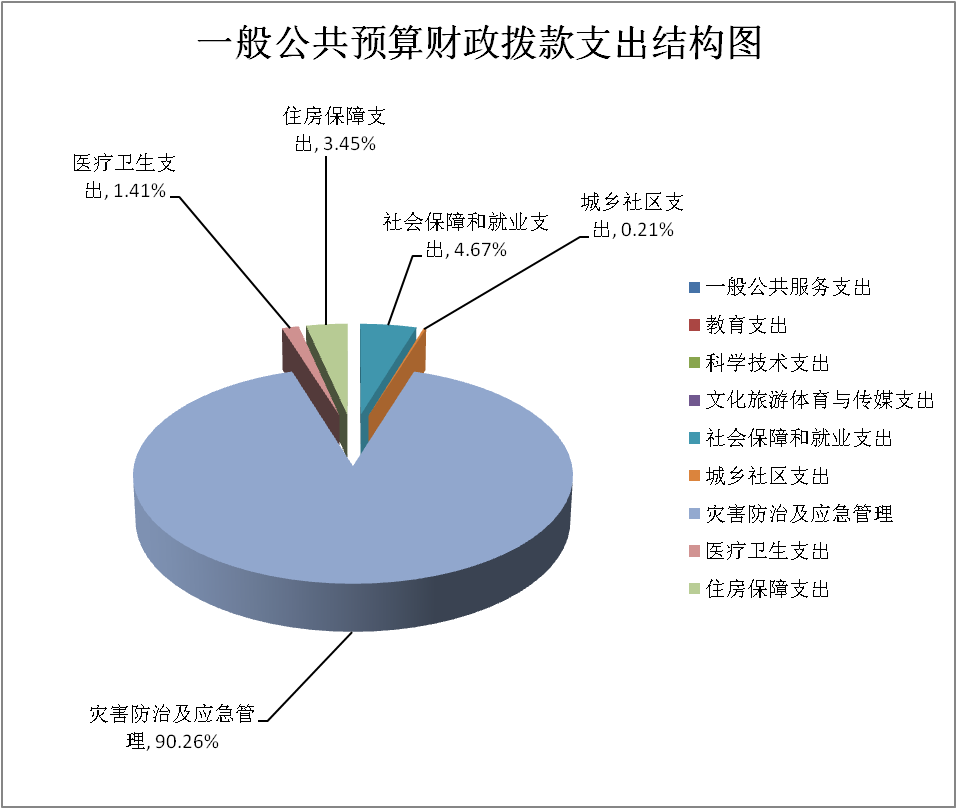 一般公共预算财政拨款支出结构图
住房保障支
出, 3.45%
医疗卫生支
出, 1.41%
社会保障和就业支
出, 4.67%
城乡社区支
出, 0.21%
一般公共服务支出
教育支出
科学技术支出
文化旅游体育与传媒支出
社会保障和就业支出
城乡社区支出
灾害防治及应急管理
医疗卫生支出
住房保障支出
灾害防治及应急管
理, 90.26%